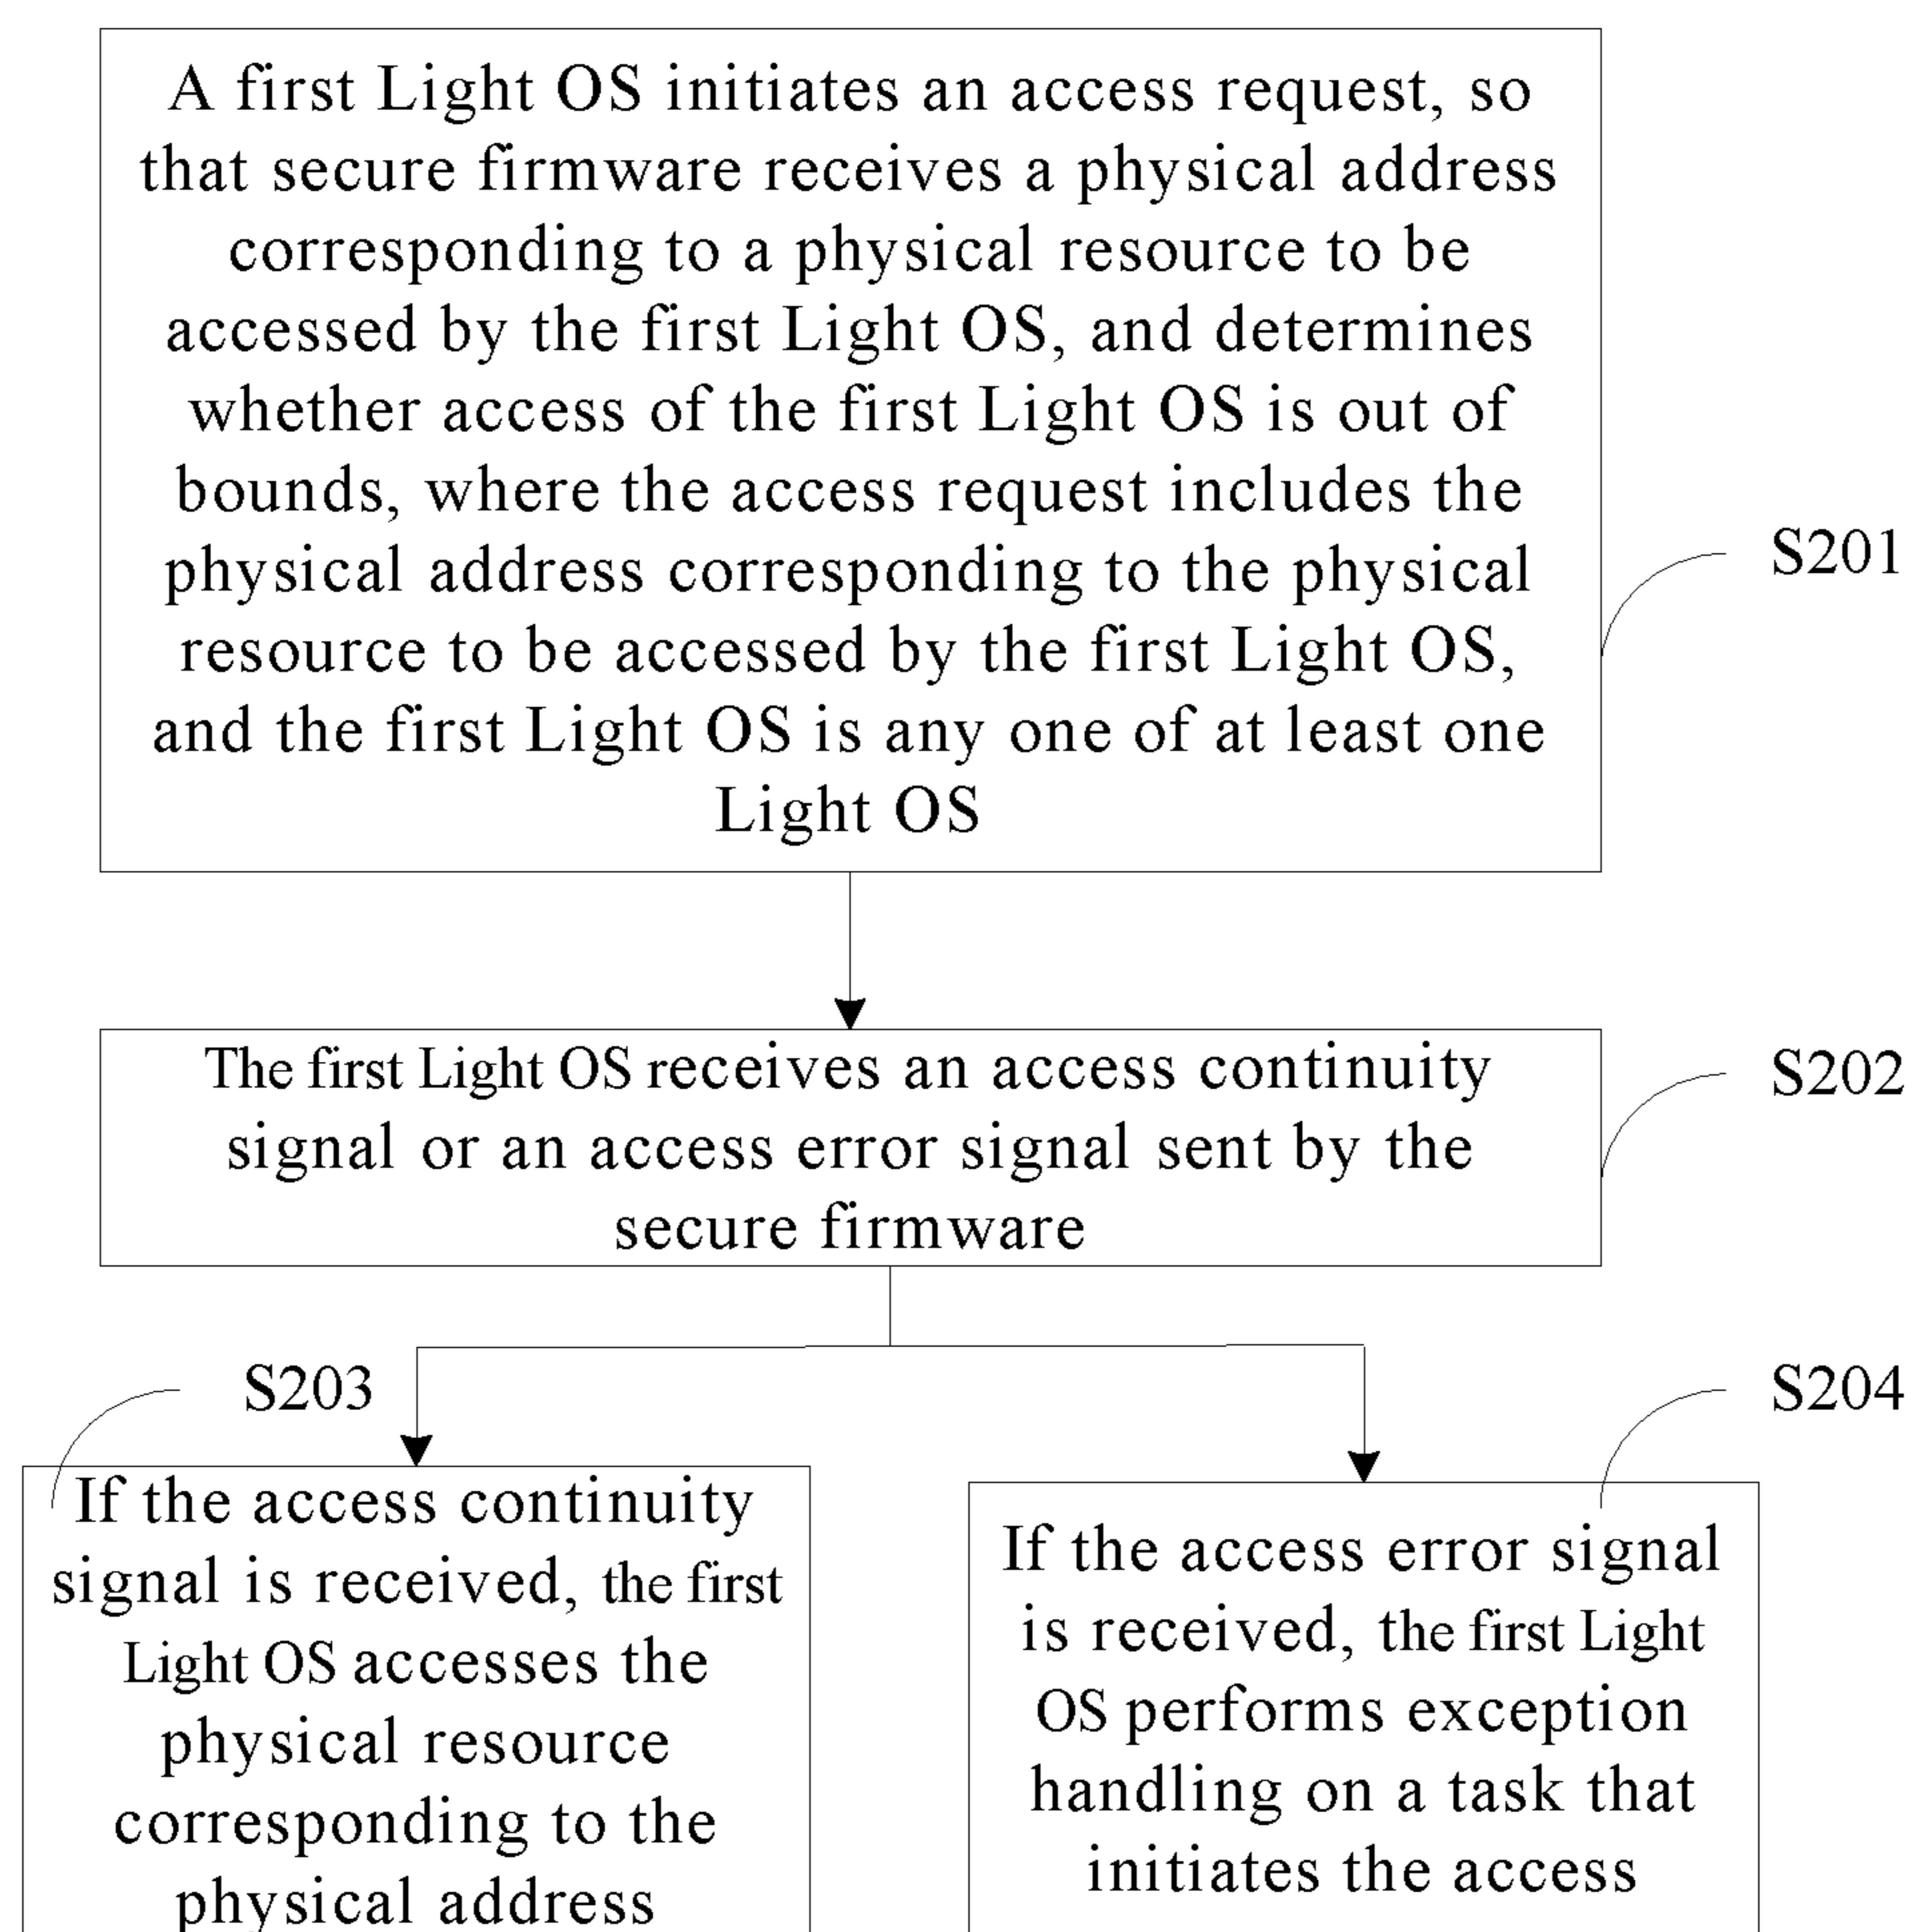 A first Light OS initiates an access request, so
that secure firmware receives a physical address
corresponding to a physical resource to be
accessed by the first Light OS, and determines
whether access of the first Light OS is out of
bounds, where the access request includes the
physical address corresponding to the physical
resource to be accessed by the first Light OS,
and the first Light OS is any one of at least one
Light OS
S201
The first Light OS receives an access continuity
signal or an access error signal sent by the
secure firmware
S202
S203
If the access continuity
signal is received, the first
Light OS accesses the
physical resource
corresponding to the
physical address
S204
If the access error signal
is received, the first Light
OS performs exception
handling on a task that
initiates the access